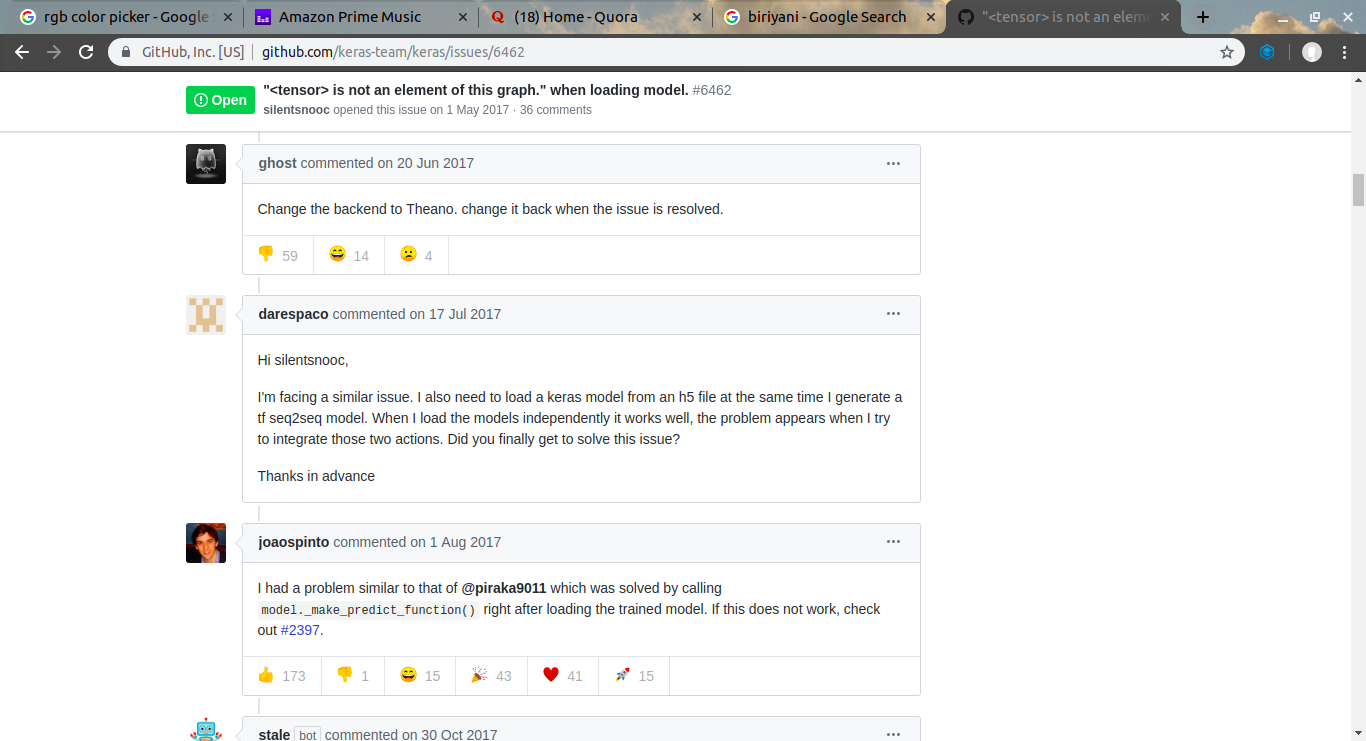 rgb color picker - Google
Amazon Prime Music
(18) Home - Quora
biriyani - Google Search
"<tensor> is not an elem
GitHub, Inc. [US]
github.com/keras-team/keras/issues/6462
Open
"<tensor> is not an element of this graph." when loading model. #6462
silentsnooc opened this issue on 1 May 2017 · 36 comments
ghost commented on 20 Jun 2017
Change the backend to Theano. change it back when the issue is resolved.
59
14
4
darespaco commented on 17 Jul 2017
Hi silentsnooc,
I'm facing a similar issue. I also need to load a keras model from an h5 file at the same time I generate a
tf seq2seq model. When I load the models independently it works well, the problem appears when I try
to integrate those two actions. Did you finally get to solve this issue?
Thanks in advance
joaospinto commented on 1 Aug 2017
I had a problem similar to that of @piraka9011 which was solved by calling
model._make_predict_function() right after loading the trained model. If this does not work, check
out #2397.
173
1
15
43
41
15
stale bot commented on 30 Oct 2017